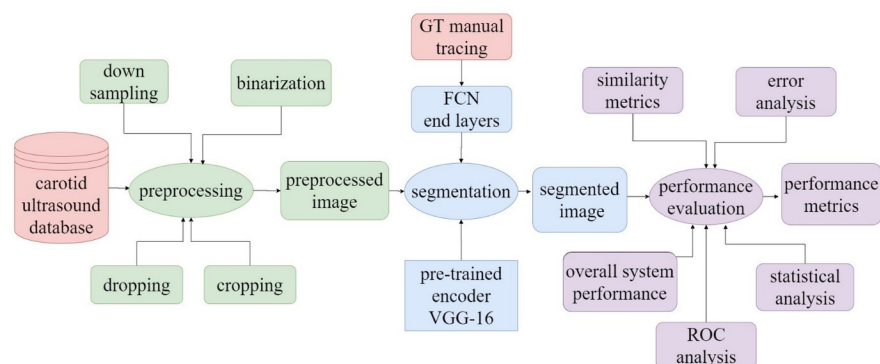 GT manual
tracing
down
sampling
binarization
FCN
end layers
similarity
metrics
error
analysis
carotid
ultrasound
database
preprocessing
preprocessed
image
segmentation
segmented
image
performance
evaluation
performance
metrics
dropping
cropping
pre-trained
encoder
VGG-16
overall system
performance
ROC
analysis
statistical
analysis